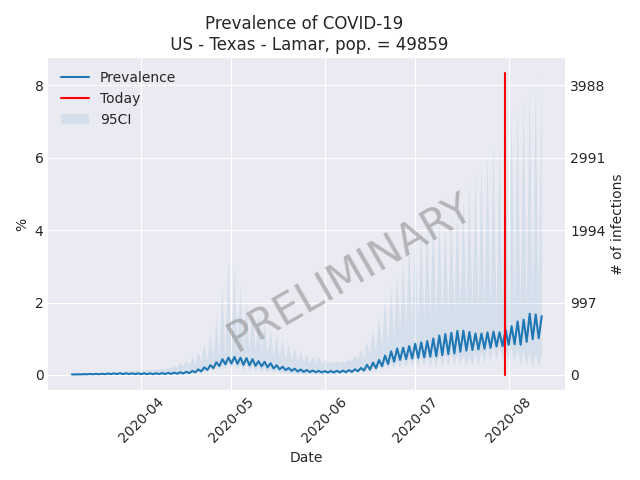 Prevalence of COVID-19
US - Texas - Lamar, pop. = 49859
Prevalence
Today
95CI
8
6
4
2
0
%
3988
2991
1994
997
0
# of infections
PRELIMINARY
2020-04
2020-05
2020-06
2020-07
2020-08
Date